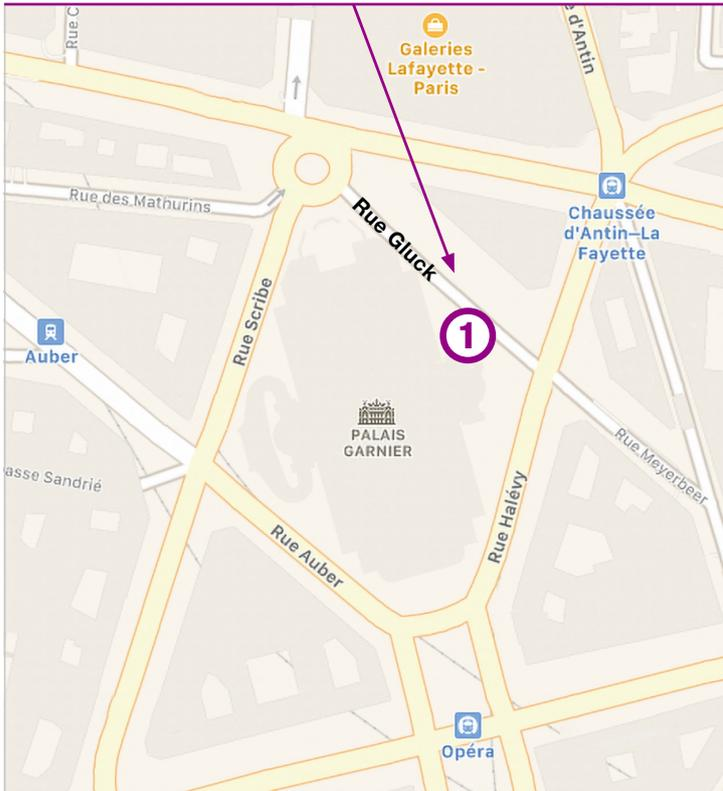 Rue C
Galeries
Lafayette -
Paris
e d'Antin
Rue des Mathurins
Rue Gluck
Chaussée
d'Antin–La
Fayette
Rue Scribe
1
Auber
PALAIS
GARNIER
Rue Meyerbeer
asse Sandrié
Rue Halévy
Rue Auber
Opéra